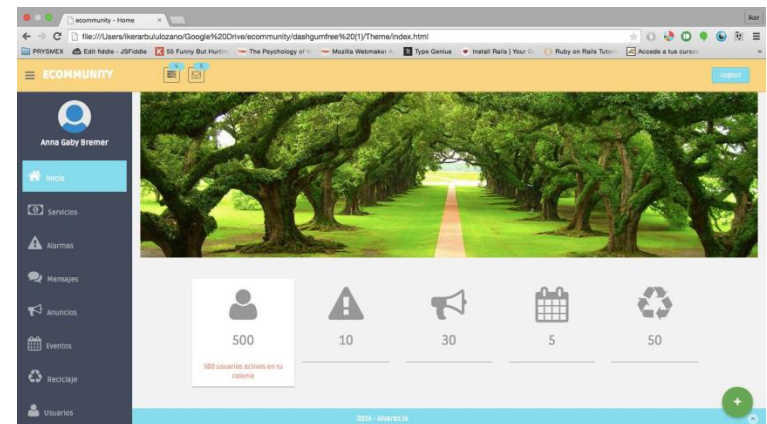 ecommunity - Home
Iker
file:///Users/ikerarbululozano/Google%20Drive/ecommunity/dashgumfree%20(1)/Theme/index.html
PRYSMEX
Edit fiddle - JSFiddle
55 Funny But Hurtin
The Psychology of
Mozilla Webmaker
Type Genius
Install Rails | Your
Ruby on Rails Tutori
Accede a tus cursos
ECOMMUNITY
Logout
Anna Gaby Bremer
Inicio
Servicios
Alarmas
Mensajes
Anuncios
Eventos
Reciclaje
Usuarios
500
10
30
5
50
500 usuarios activos en tu
colonia
+
2014 - Alvarez.is